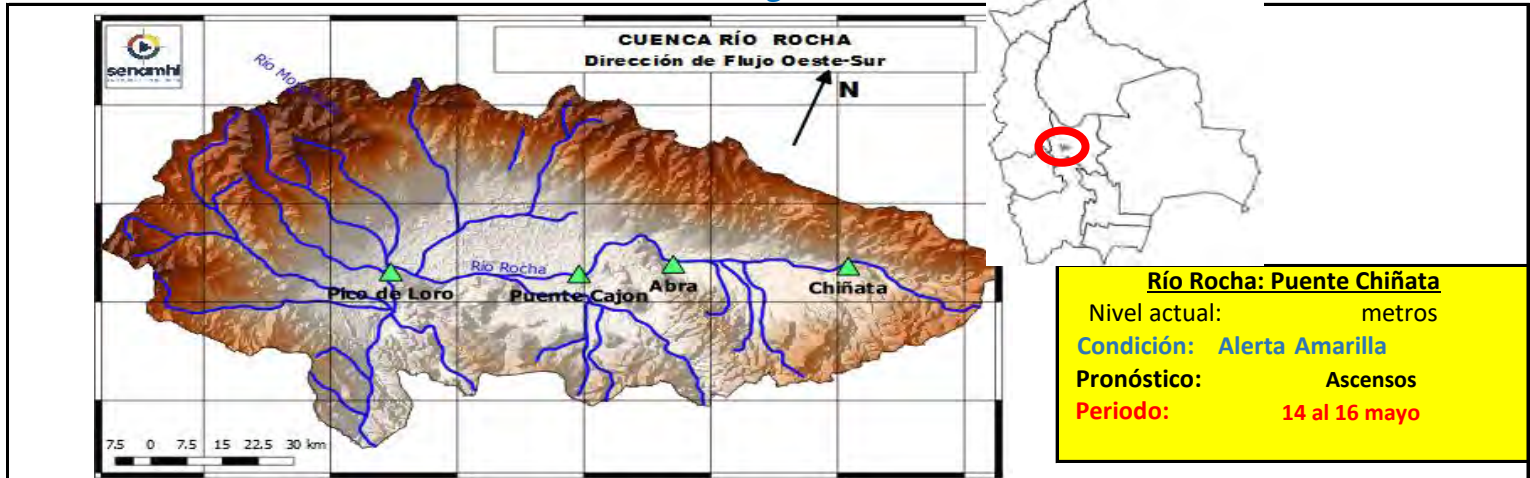 senamhi
CUENCA RÍO ROCHA
Dirección de Flujo Oeste-Sur
N
Río
Río Rocha
Pico de Loro
Puente Cajon
Abra
Chiñata
7.5 0 7.5 15 22.5 30 km
Río Rocha: Puente Chiñata
Nivel actual: metros
Condición: Alerta Amarilla
Pronóstico: Ascensos
Periodo: 14 al 16 mayo